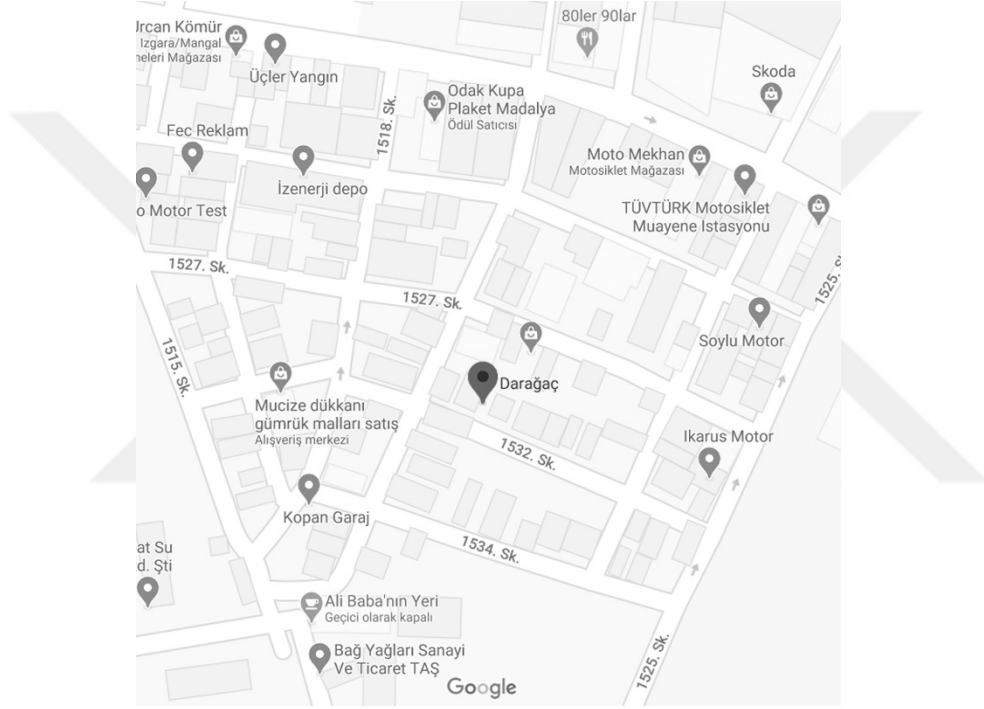 80ler 90lar
Urcan Kömür
Izgara/Mangal
neleri Mağazası
Üçler Yangın
Skoda
Odak Kupa
Plaket Madalya
Ödül Satıcısı
1518. Sk.
Fec Reklam
Moto Mekhan
Motosiklet Mağazası
İzenerji depo
o Motor Test
TÜVTÜRK Motosiklet
Muayene Istasyonu
1527. Sk.
1527. Sk.
1525. Sk.
Soylu Motor
1515. Sk.
Darağaç
Mucize dükkanı
gümrük malları satış
Alışveriş merkezi
Ikarus Motor
1532. Sk.
Kopan Garaj
1534. Sk.
at Su
d. Şti
Ali Baba'nın Yeri
Geçici olarak kapalı
Bağ Yağları Sanayi
Ve Ticaret TAŞ
1525. Sk.
Google